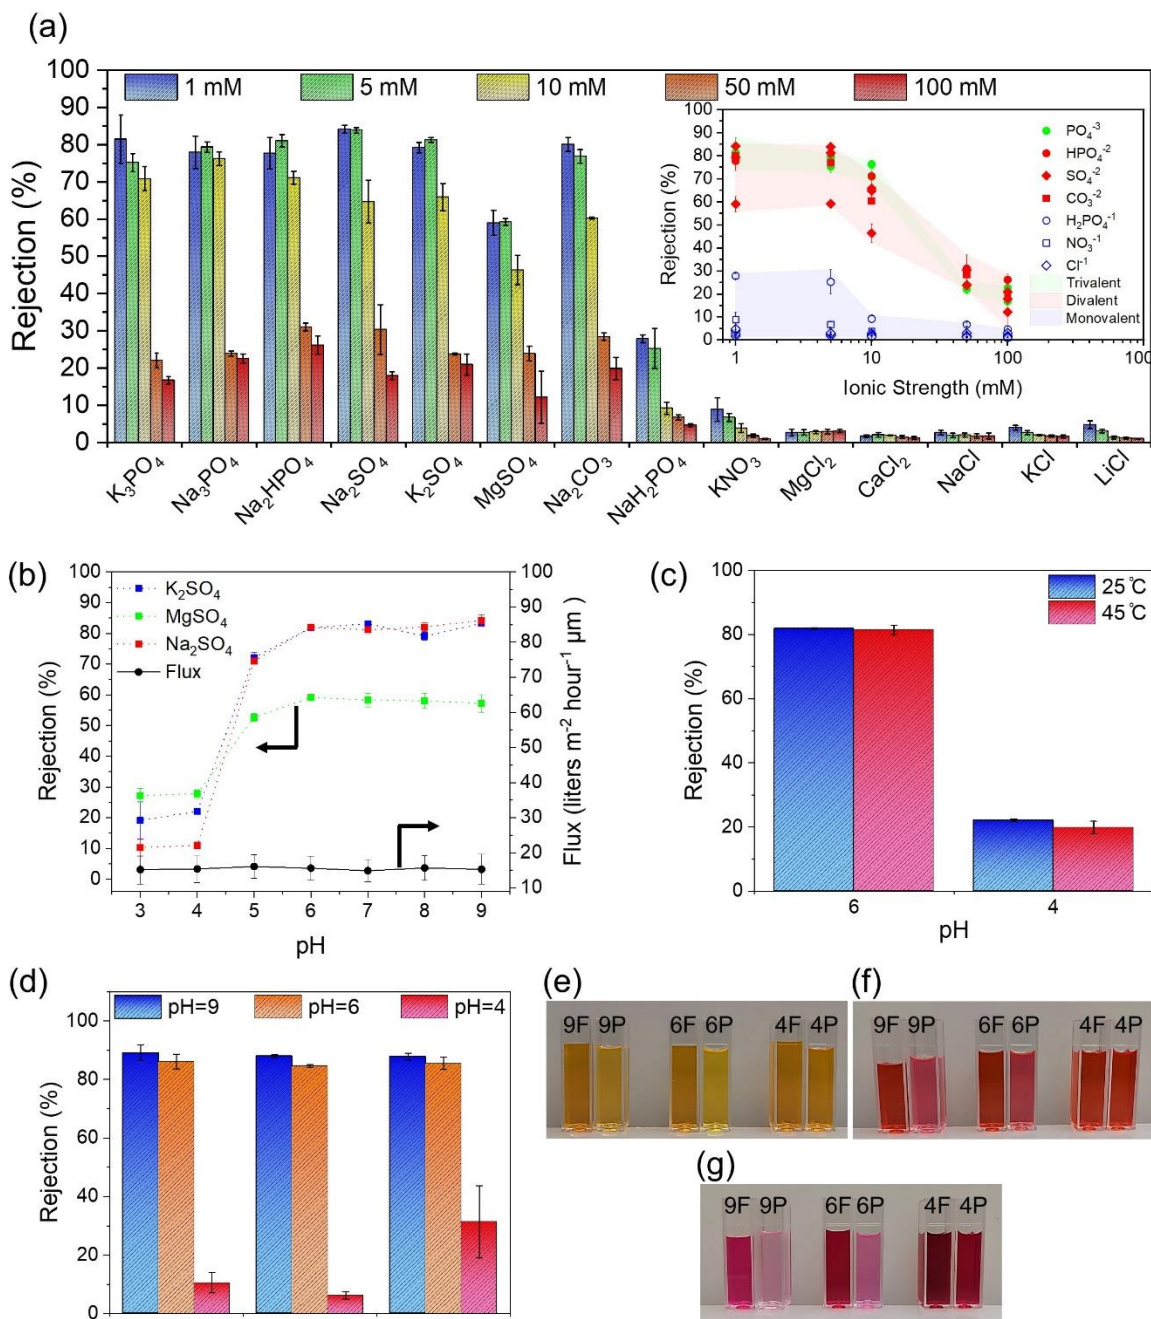 (a)
100
90
80
70
60
50
40
30
20
10
0
Rejection (%)
1 mM 5 mM 10 mM 50 mM 100 mM
K₃PO₄ Na₃PO₄ Na₂HPO₄ Na₂SO₄ K₂SO₄ MgSO₄ Na₂CO₃ NaH₂PO₄ KNO₃ MgCl₂ CaCl₂ NaCl KCl LiCl
100
90
80
70
60
50
40
30
20
10
0
Rejection (%)
PO₄⁻³
HPO₄⁻²
SO₄⁻²
CO₃⁻²
H₂PO₄⁻¹
NO₃⁻¹
Cl⁻¹
Trivalent
Divalent
Monovalent
1 10 100 1000
Ionic Strength (mM)
(b)
100
90
80
70
60
50
40
30
20
10
0
Rejection (%)
K₂SO₄
MgSO₄
Na₂SO₄
Flux
100
90
80
70
60
50
40
30
20
10
Flux (liters m⁻² hour⁻¹ µm)
3 4 5 6 7 8 9
pH
(c)
100
80
60
40
20
0
Rejection (%)
25℃
45℃
6 4
pH
(d)
100
80
60
40
20
0
Rejection (%)
pH=9 pH=6 pH=4
(e)
9F 9P 6F 6P 4F 4P
(f)
9F 9P 6F 6P 4F 4P
(g)
9F 9P 6F 6P 4F 4P